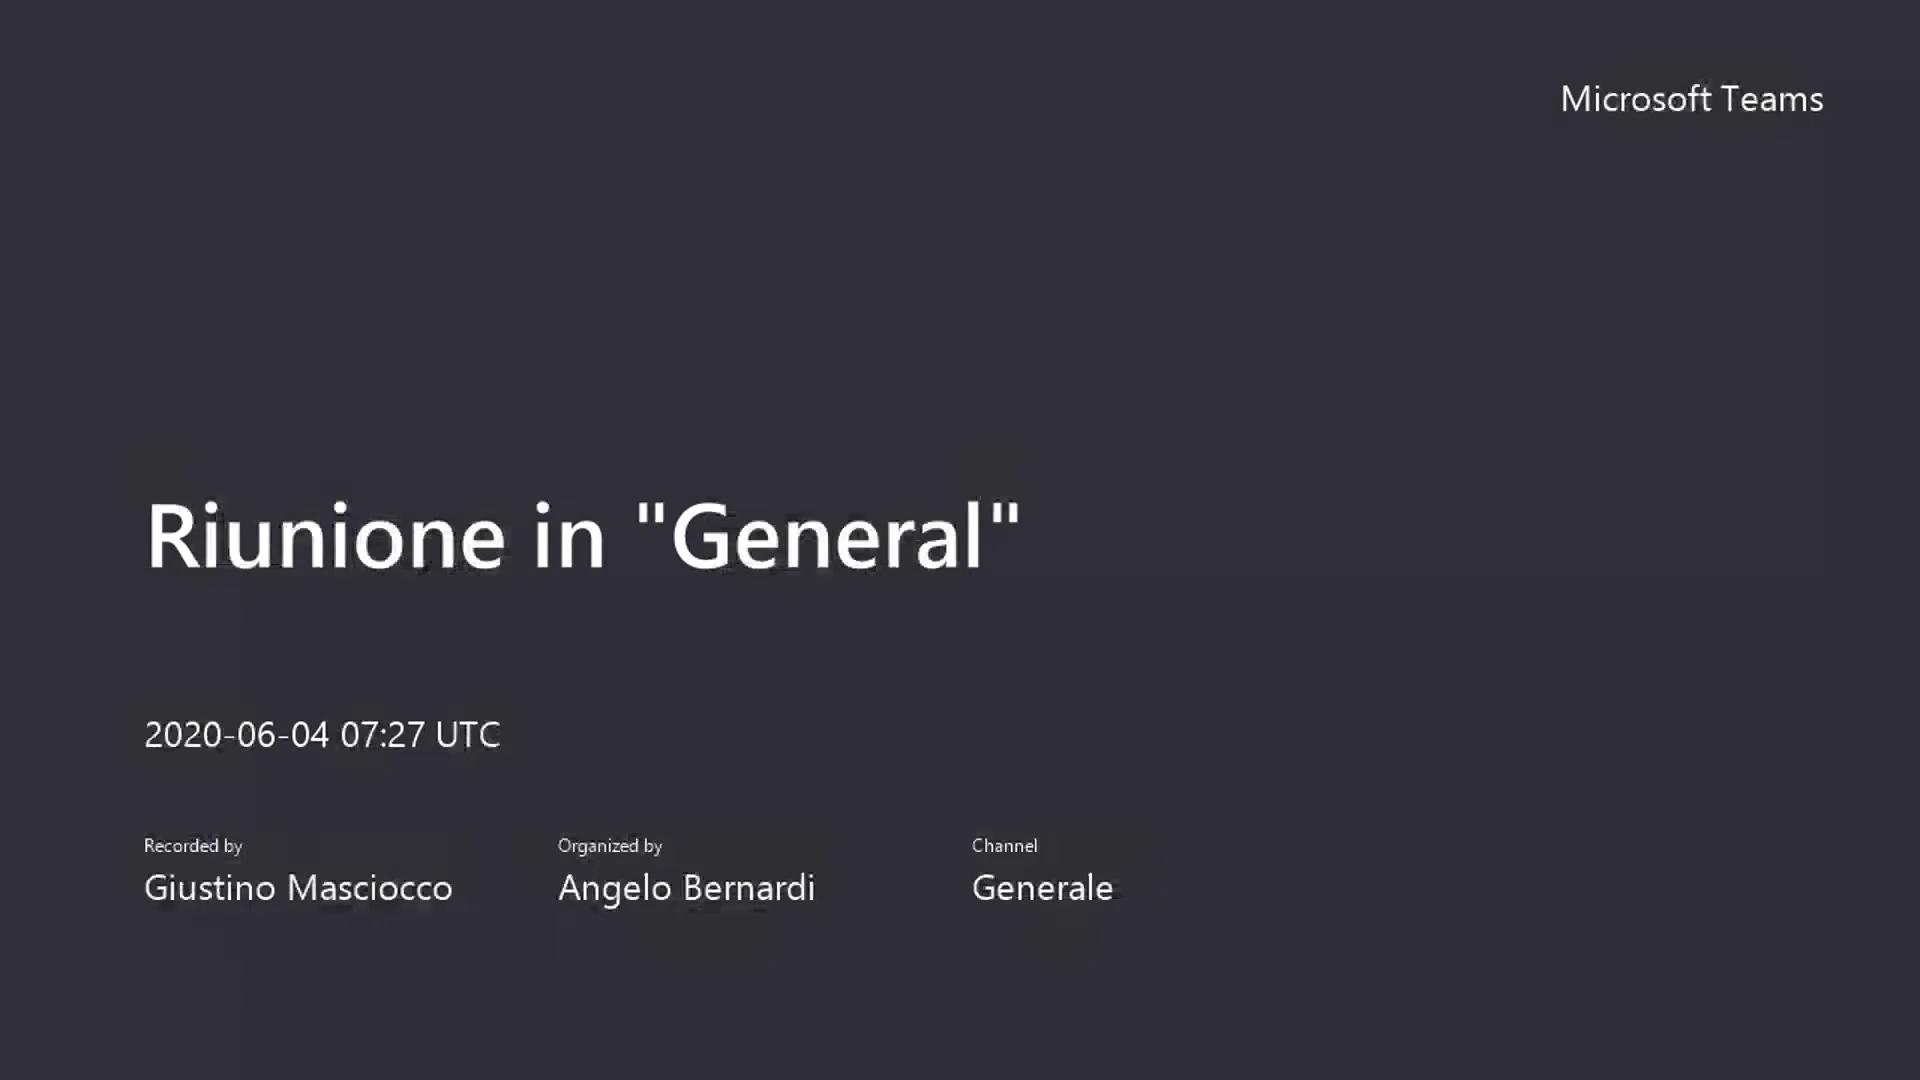 Microsoft Teams
Riunione in "General"
2020-06-04 07:27 UTC
Recorded by
Giustino Masciocco
Organized by
Angelo Bernardi
Channel
Generale